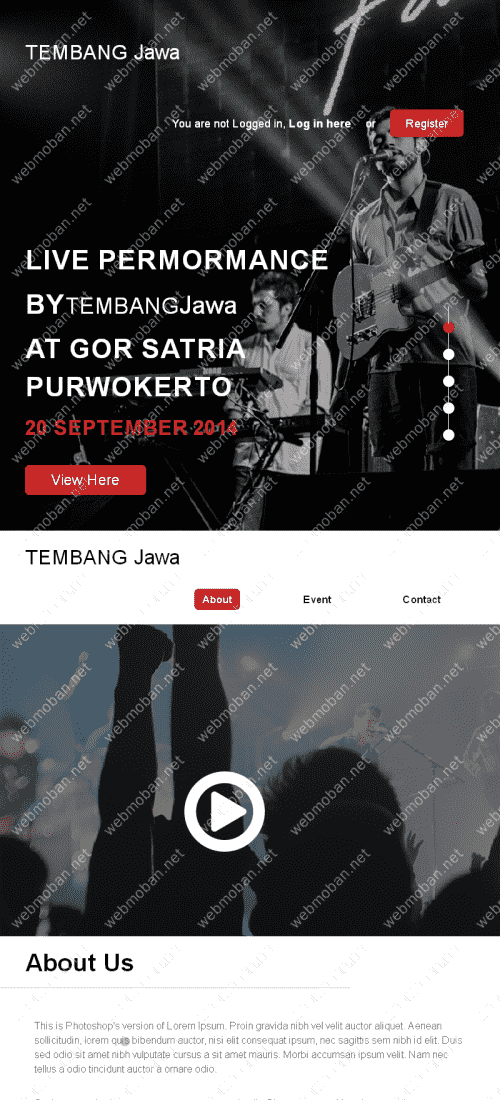 TEMBANG Jawa
You are not Logged in, Log in here or Register
LIVE PERMORMANCE
BYTEMBANGJawa
AT GOR SATRIA
PURWOKERTO
20 SEPTEMBER 2014
View Here
TEMBANG Jawa
About Event Contact
About Us
This is Photoshop's version of Lorem Ipsum. Proin gravida nibh vel velit auctor aliquet. Aenean
sollicitudin, lorem quis bibendum auctor, nisi elit consequat ipsum, nec sagittis sem nibh id elit. Duis
sed odio sit amet nibh vulputate cursus a sit amet mauris. Morbi accumsan ipsum velit. Nam nec
tellus a odio tincidunt auctor a ornare odio.
webmoban.net